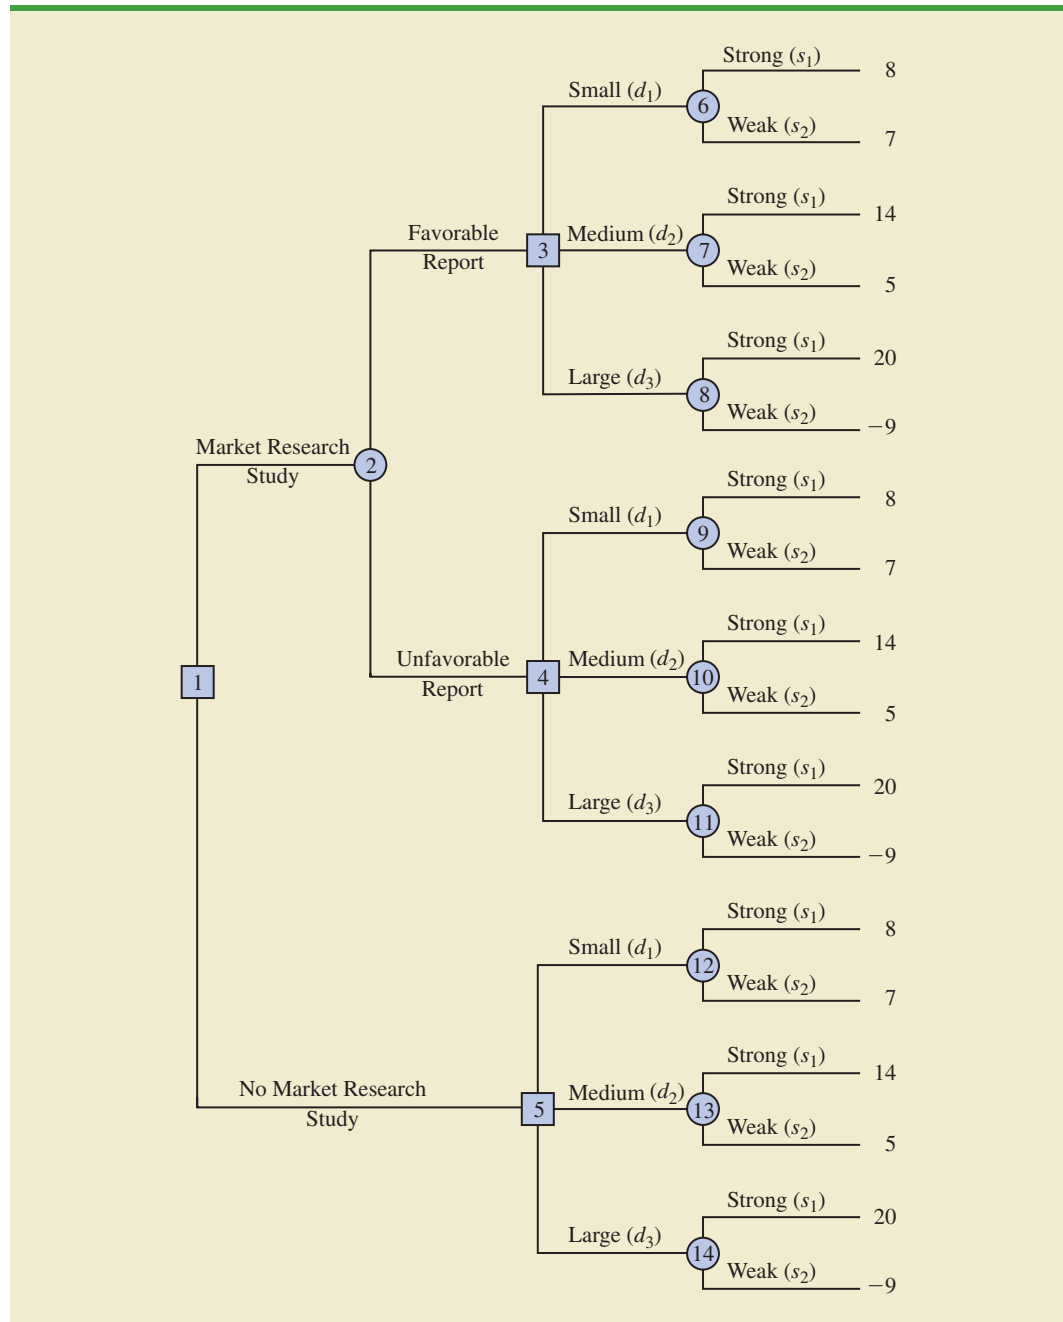 Strong (s1) 8
Small (d1) 6
Weak (s2) 7
Strong (s1) 14
Favorable
Report 3 Medium (d2) 7
Weak (s2) 5
Strong (s1) 20
Large (d3) 8
Weak (s2) −9
Market Research
Study 2
Strong (s1) 8
Small (d1) 9
Weak (s2) 7
Strong (s1) 14
Unfavorable
Report 4 Medium (d2) 10
1
Weak (s2) 5
Strong (s1) 20
Large (d3) 11
Weak (s2) −9
Strong (s1) 8
Small (d1) 12
Weak (s2) 7
Strong (s1) 14
No Market Research
Study 5 Medium (d2) 13
Weak (s2) 5
Strong (s1) 20
Large (d3) 14
Weak (s2) −9